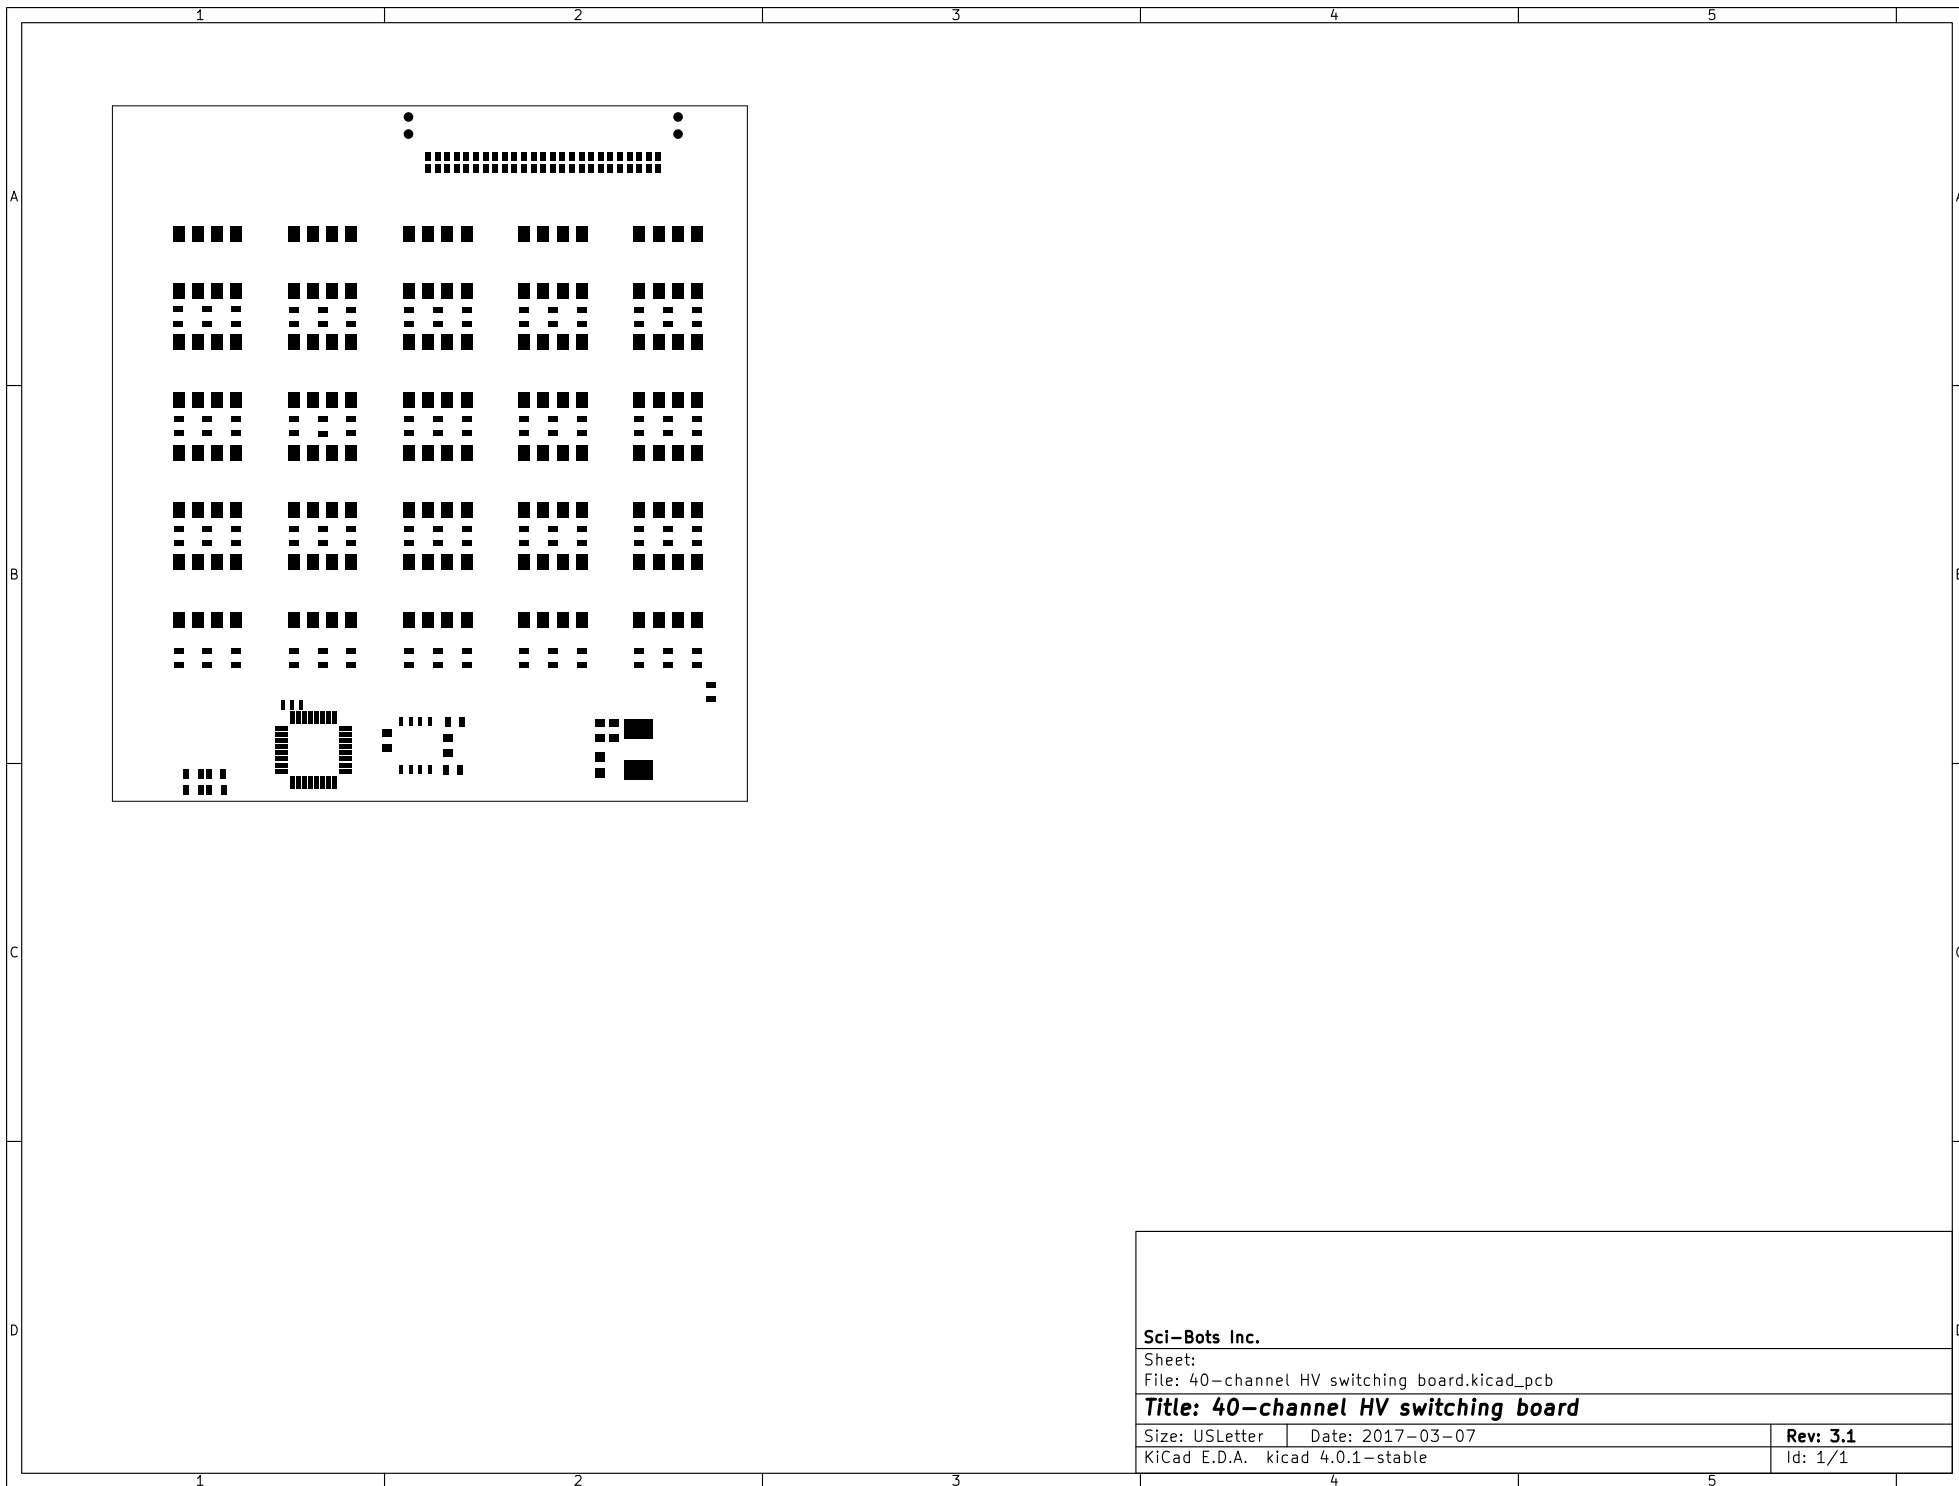 1 2 3 4 5
A A
B B
C C
D D
Sci-Bots Inc.
Sheet:
File: 40-channel HV switching board.kicad_pcb
Title: 40-channel HV switching board
Size: USLetter Date: 2017-03-07 Rev: 3.1
KiCad E.D.A. kicad 4.0.1-stable Id: 1/1
1 2 3 4 5